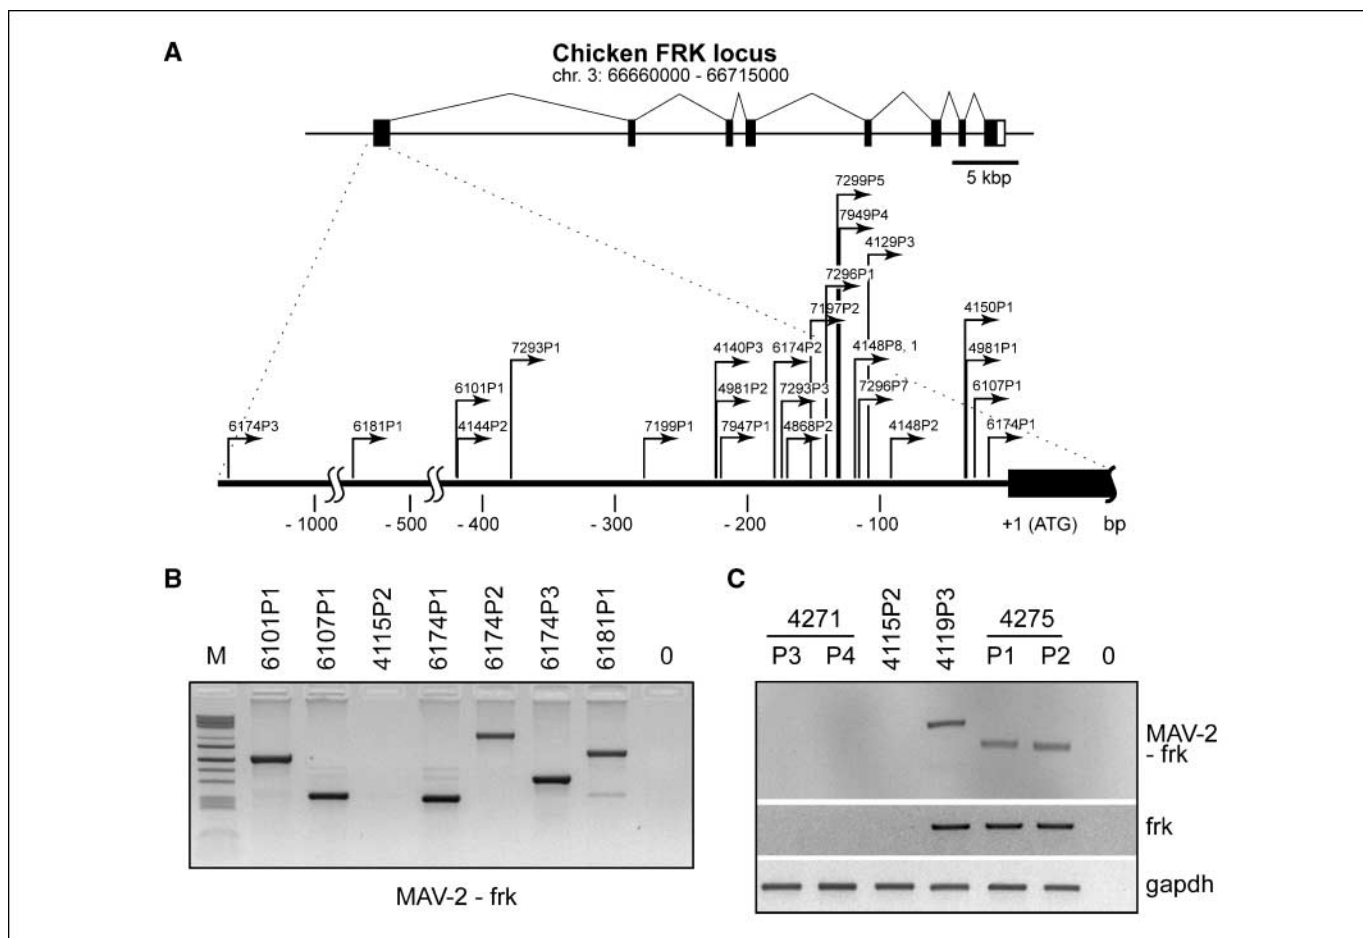 A
Chicken FRK locus
chr. 3: 66660000 - 66715000
5 kbp
7299P5
7949P4
4129P3
7296P1
7197P2
4150P1
7293P1
4140P3
6174P2
4148P8, 1
4981P1
6101P1
4981P2
7293P3
7296P7
6107P1
6174P3
6181P1
4144P2
7199P1
7947P1
4868P2
4148P2
6174P1
- 1000
- 500
- 400
- 300
- 200
- 100
+1 (ATG)
bp
B
M
6101P1
6107P1
4115P2
6174P1
6174P2
6174P3
6181P1
0
MAV-2 - frk
C
4271
P3
P4
4115P2
4119P3
4275
P1
P2
0
MAV-2
- frk
frk
gapdh